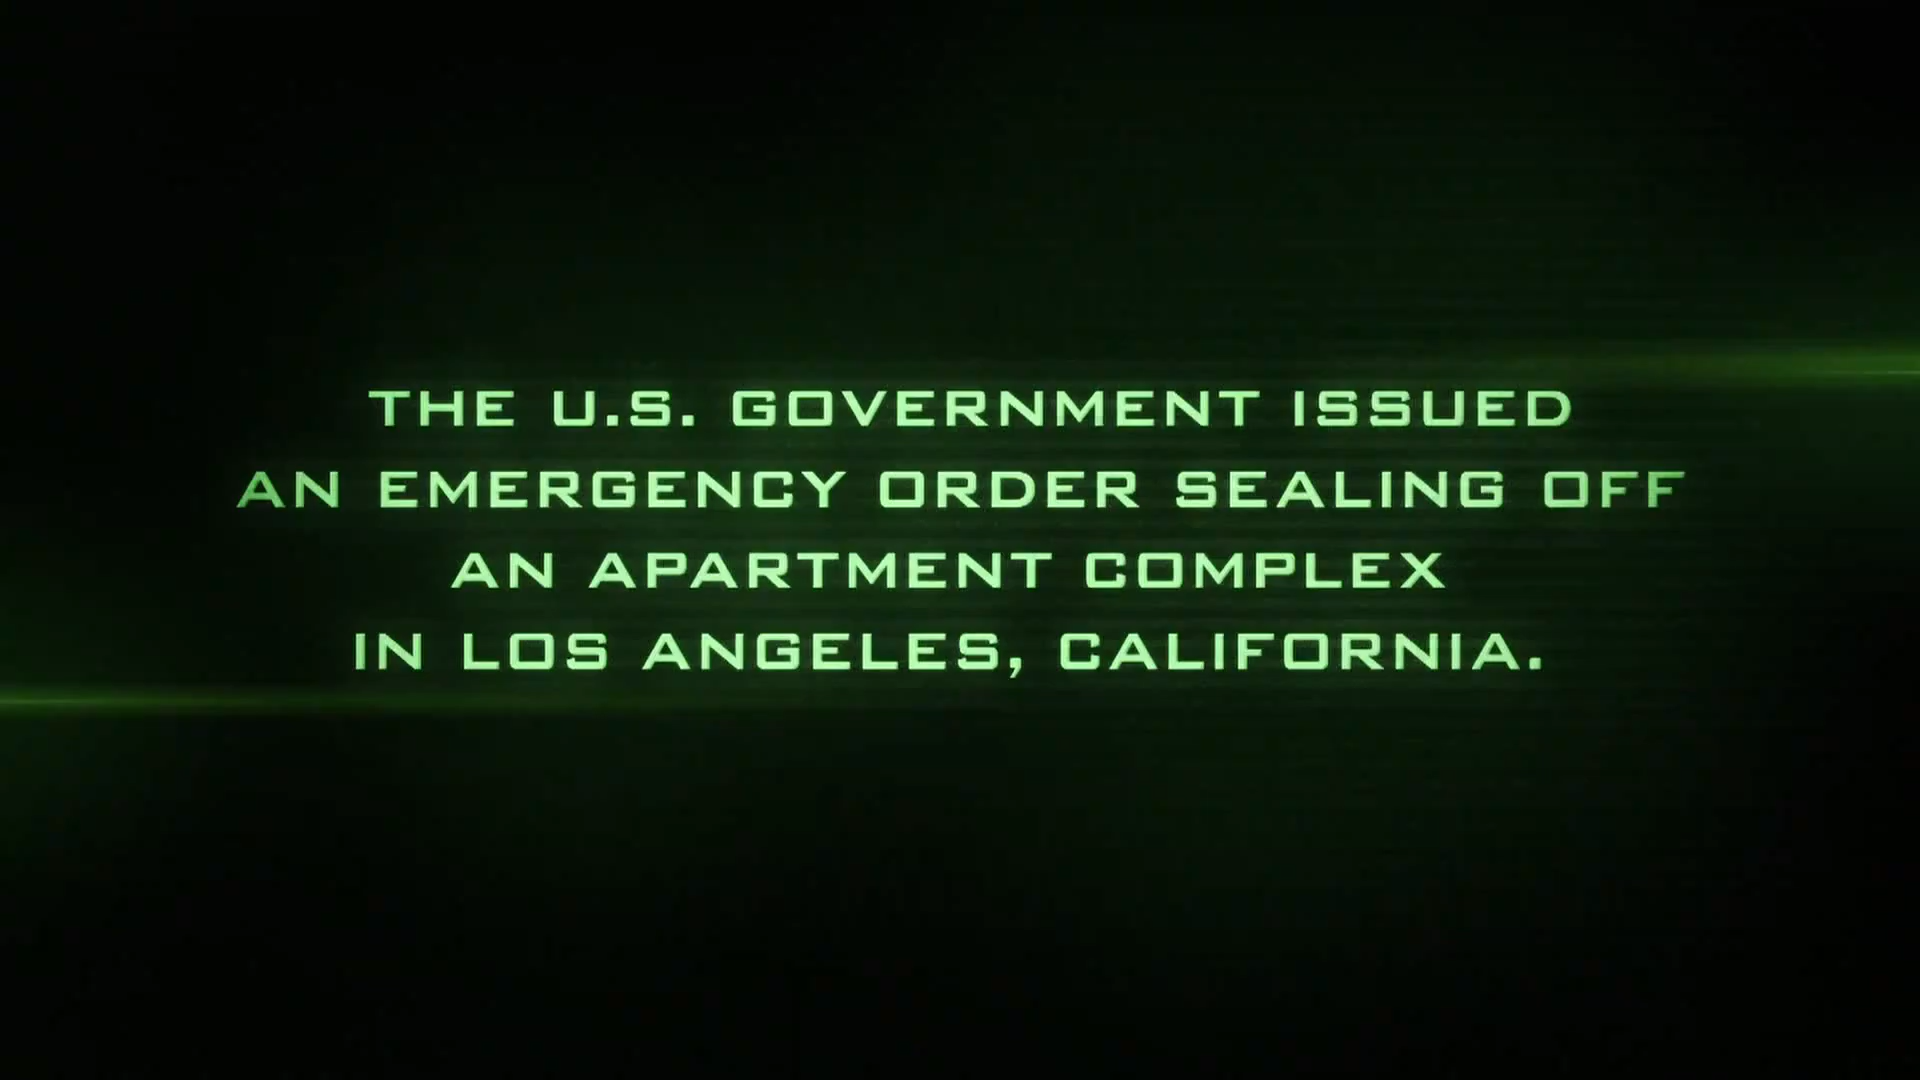 THE U.S. GOVERNMENT ISSUED
AN EMERGENCY ORDER SEALING OFF
AN APARTMENT COMPLEX
IN LOS ANGELES, CALIFORNIA.